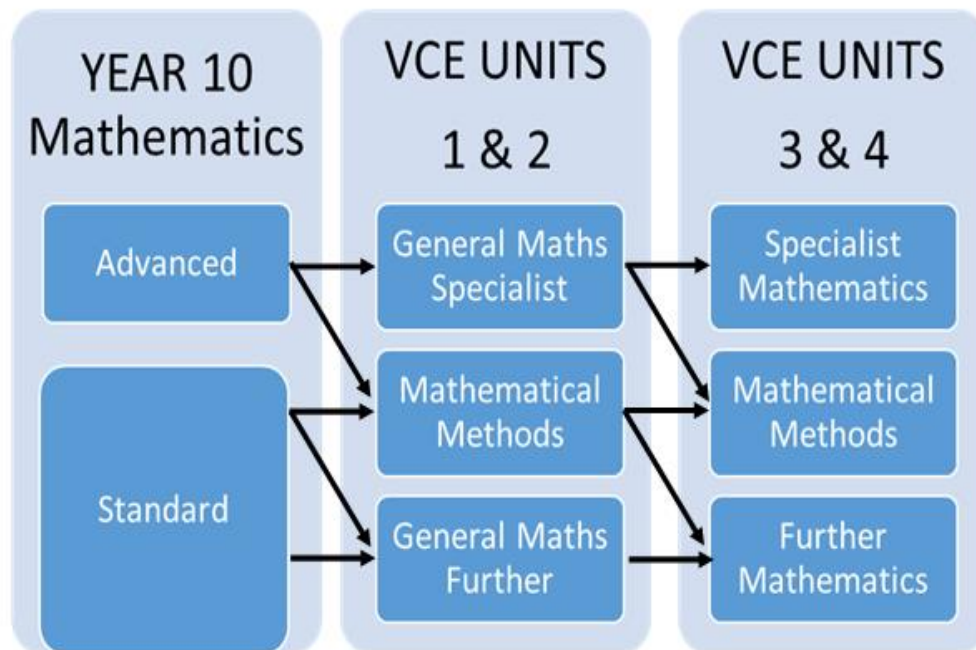 YEAR 10
Mathematics
Advanced
Standard
VCE UNITS
1 & 2
General Maths
Specialist
Mathematical
Methods
General Maths
Further
VCE UNITS
3 & 4
Specialist
Mathematics
Mathematical
Methods
Further
Mathematics